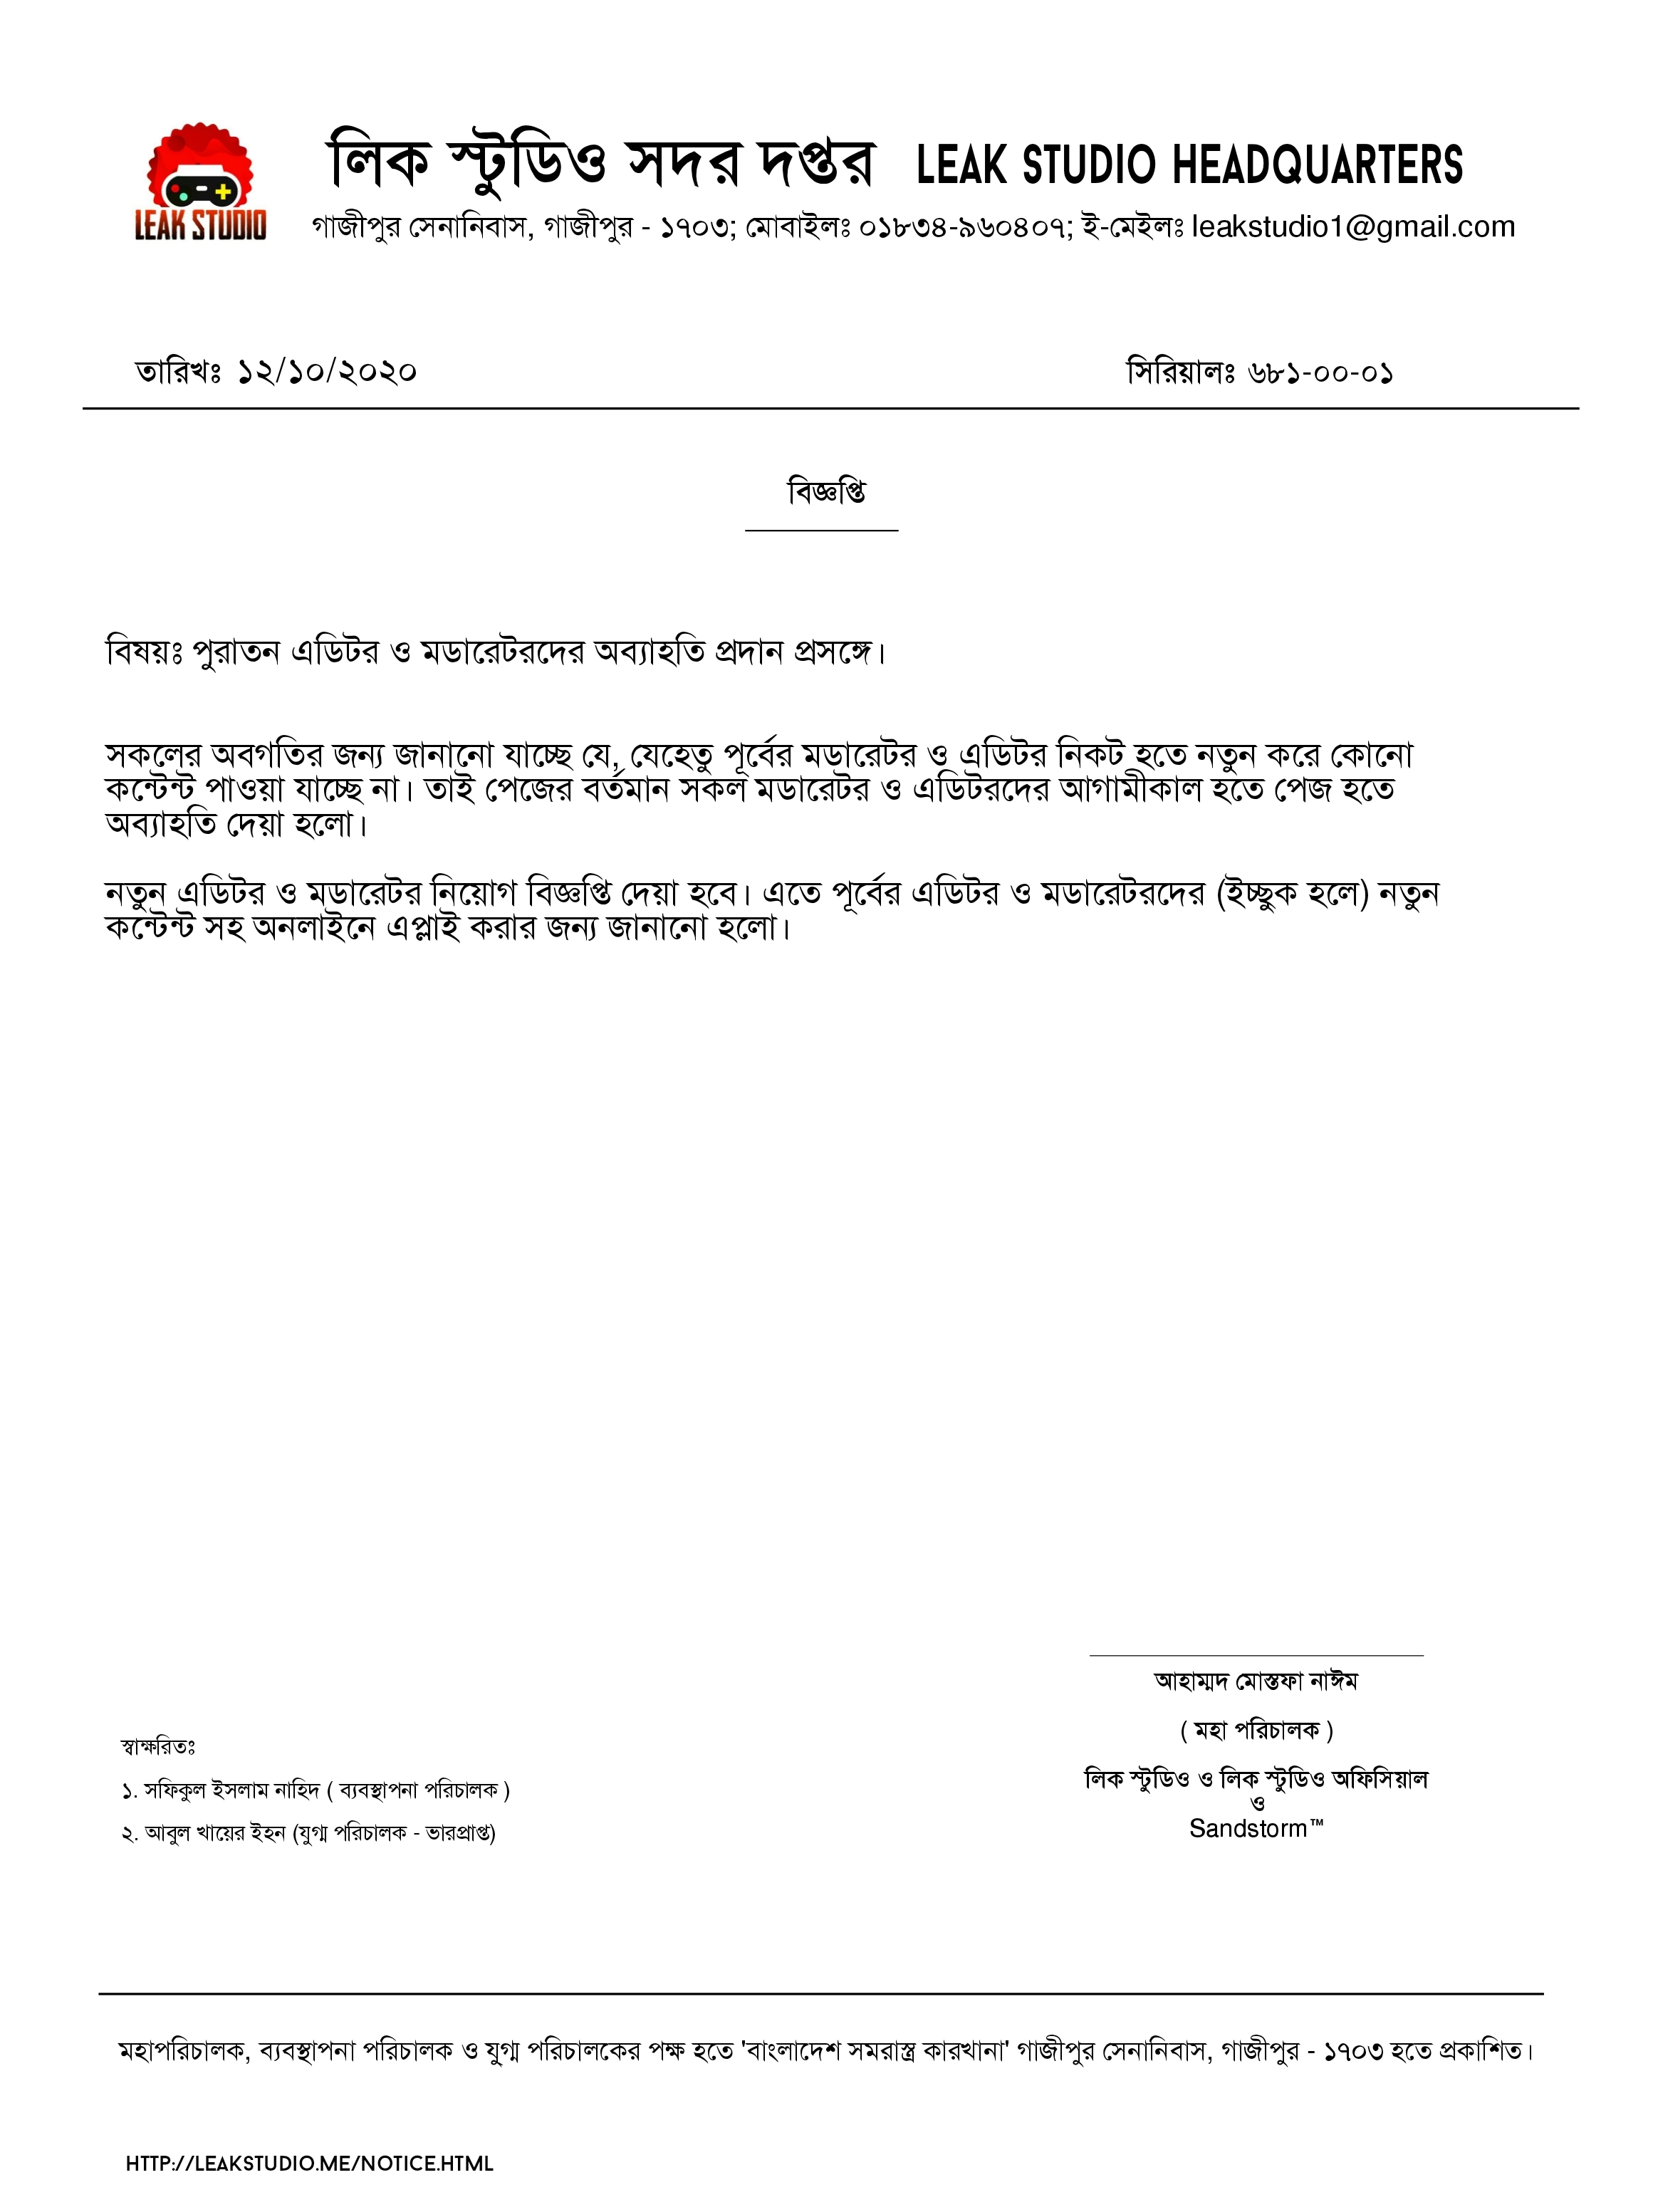 লিক স্টুডিও সদর দপ্তর LEAK STUDIO HEADQUARTERS
LEAK STUDIO
গাজীপুর সেনানিবাস, গাজীপুর - ১৭০৩; মোবাইলঃ ০১৮৩৪-৯৬০৪০৭; ই-মেইলঃ leakstudio1@gmail.com
তারিখঃ ১২/১০/২০২০ সিরিয়ালঃ ৬৮১-০০-০১
বিজ্ঞপ্তি
বিষয়ঃ পুরাতন এডিটর ও মডারেটরদের অব্যাহতি প্রদান প্রসঙ্গে।
সকলের অবগতির জন্য জানানো যাচ্ছে যে, যেহেতু পূর্বের মডারেটর ও এডিটর নিকট হতে নতুন করে কোনো
কন্টেন্ট পাওয়া যাচ্ছে না। তাই পেজের বর্তমান সকল মডারেটর ও এডিটরদের আগামীকাল হতে পেজ হতে
অব্যাহতি দেয়া হলো।
নতুন এডিটর ও মডারেটর নিয়োগ বিজ্ঞপ্তি দেয়া হবে। এতে পূর্বের এডিটর ও মডারেটরদের (ইচ্ছুক হলে) নতুন
কন্টেন্ট সহ অনলাইনে এপ্লাই করার জন্য জানানো হলো।
আহাম্মদ মোস্তফা নাঈম
( মহা পরিচালক )
লিক স্টুডিও ও লিক স্টুডিও অফিসিয়াল
ও
Sandstorm™
স্বাক্ষরিতঃ
১. সফিকুল ইসলাম নাহিদ ( ব্যবস্থাপনা পরিচালক )
২. আবুল খায়ের ইহন (যুগ্ম পরিচালক - ভারপ্রাপ্ত)
মহাপরিচালক, ব্যবস্থাপনা পরিচালক ও যুগ্ম পরিচালকের পক্ষ হতে 'বাংলাদেশ সমরাস্ত্র কারখানা' গাজীপুর সেনানিবাস, গাজীপুর - ১৭০৩ হতে প্রকাশিত।
HTTP://LEAKSTUDIO.ME/NOTICE.HTML